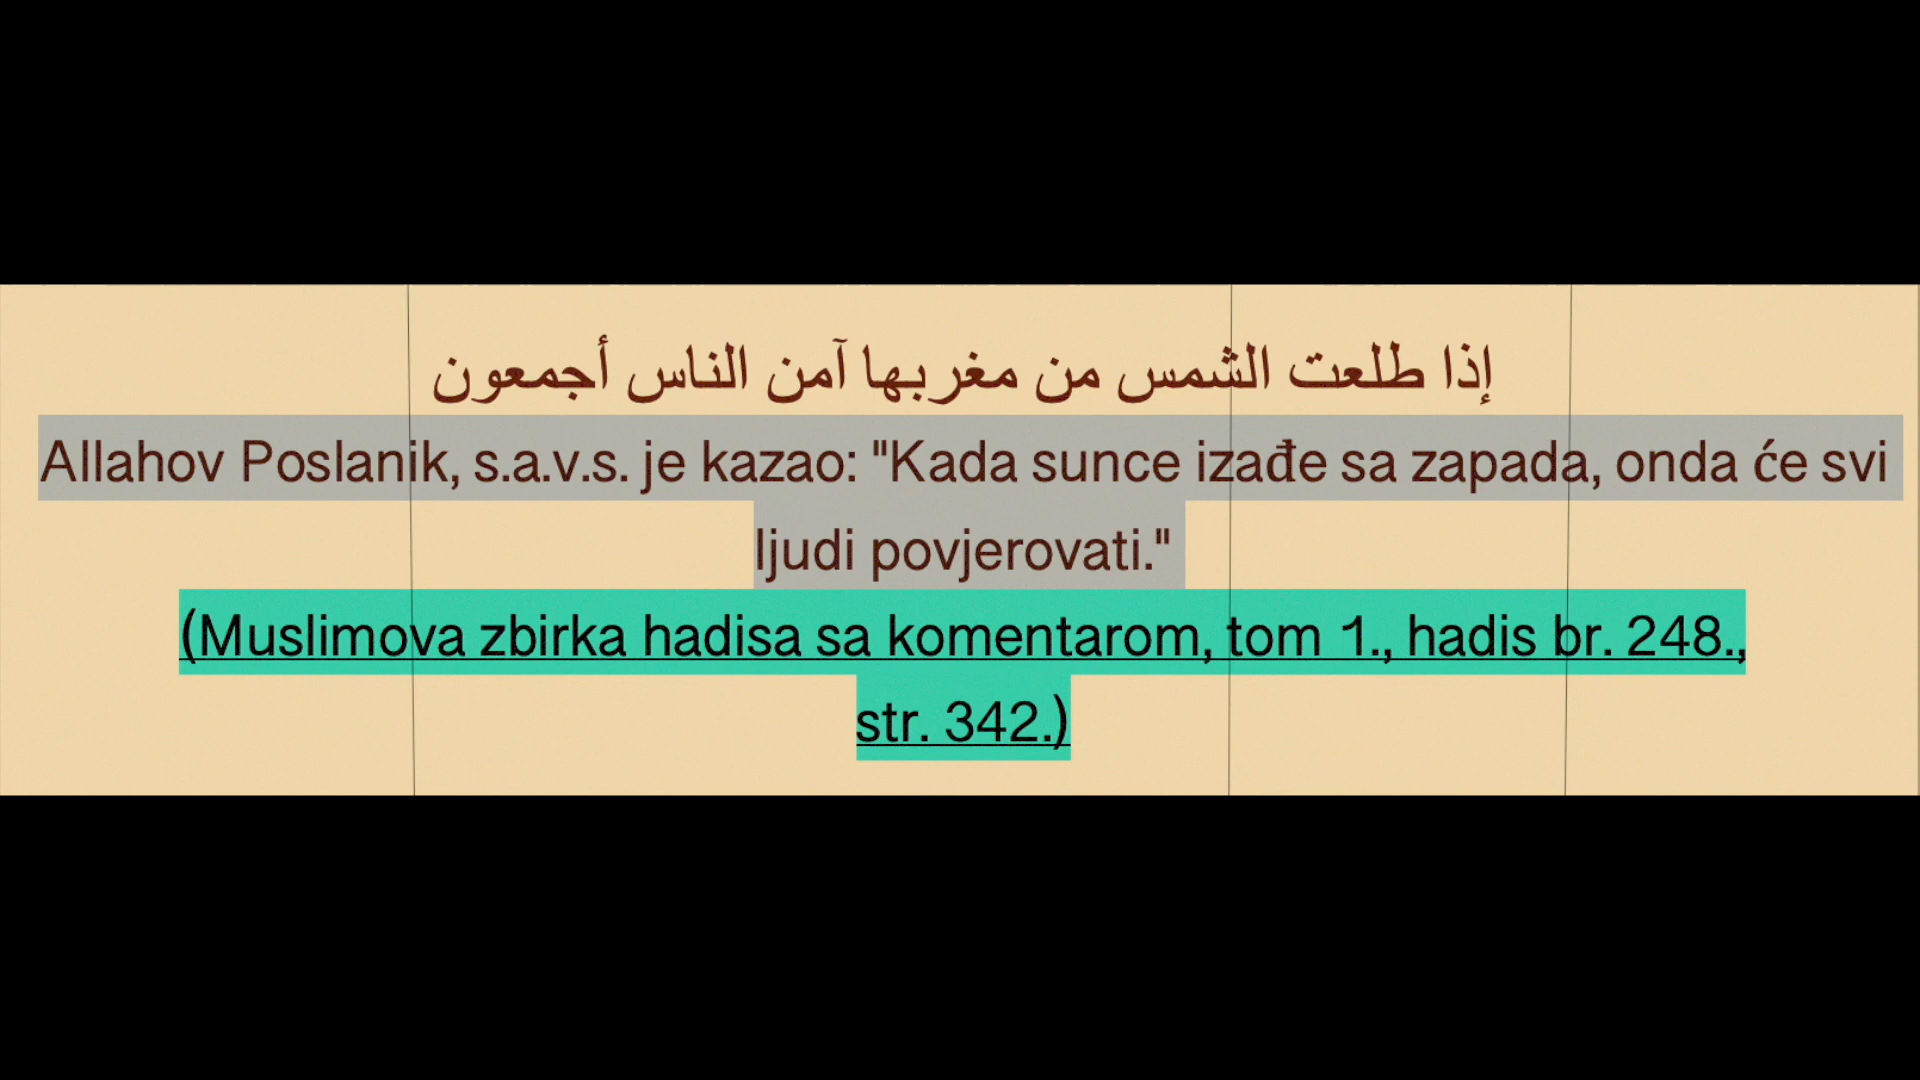 إذا طلعت الشمس من مغربها آمن الناس أجمعون
Allahov Poslanik, s.a.v.s. je kazao: "Kada sunce izađe sa zapada, onda će svi
ljudi povjerovati."
(Muslimova zbirka hadisa sa komentarom, tom 1., hadis br. 248.,
str. 342.)